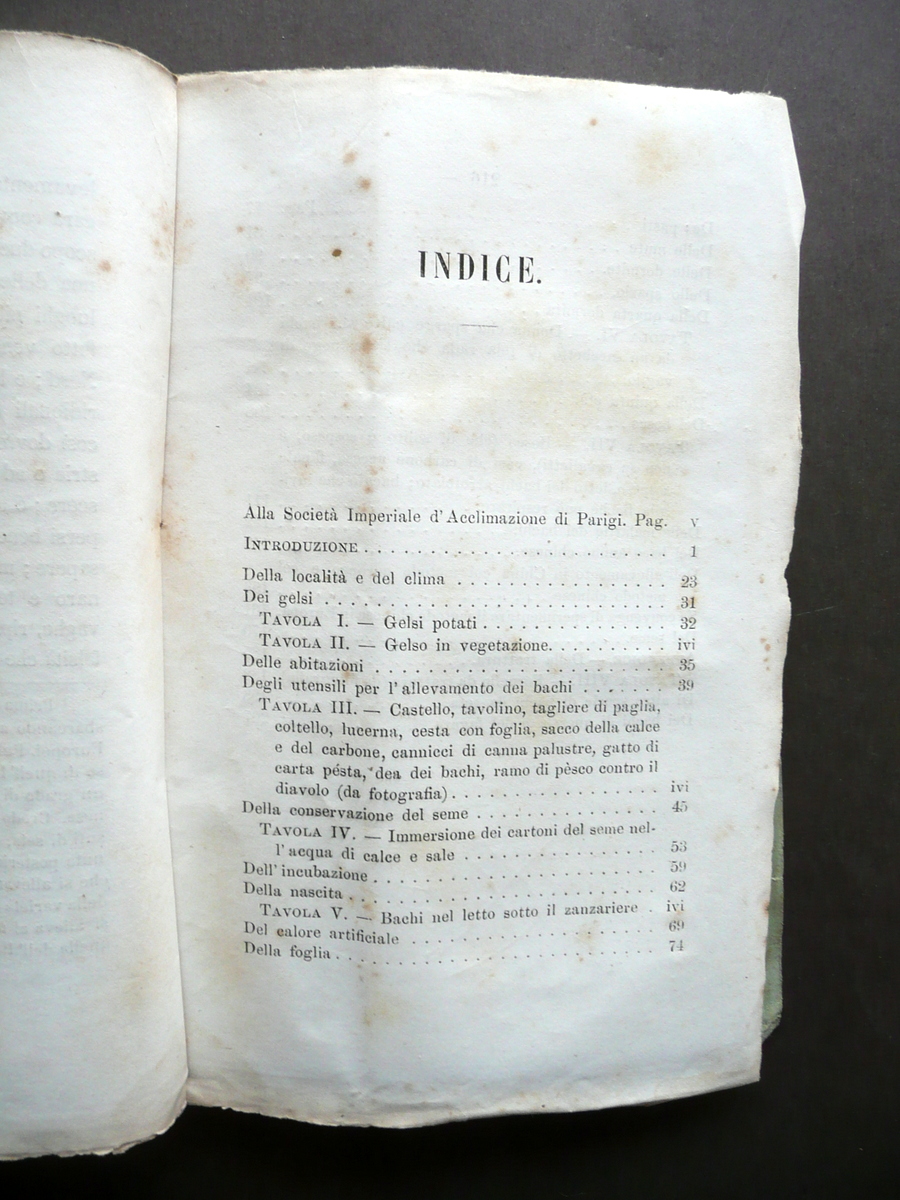 INDICE.
Alla Società Imperiale d'Acclimazione di Parigi. Pag. v
INTRODUZIONE . . . . . . . . . . . . . . . . . . . . 1
Della località e del clima . . . . . . . . . . . . . . 23
Dei gelsi . . . . . . . . . . . . . . . . . . . . . . . 31
TAVOLA I. — Gelsi potati . . . . . . . . . . . . 32
TAVOLA II. — Gelso in vegetazione. . . . . . . . ivi
Delle abitazioni . . . . . . . . . . . . . . . . . . . 35
Degli utensili per l'allevamento dei bachi . . . . . . 39
TAVOLA III. — Castello, tavolino, tagliere di paglia,
coltello, lucerna, cesta con foglia, sacco della calce
e del carbone, cannicci di canna palustre, gatto di
carta pésta, dea dei bachi, ramo di pèsco contro il
diavolo (da fotografia) . . . . . . . . . . . . . . ivi
Della conservazione del seme . . . . . . . . . . . . 45
TAVOLA IV. — Immersione dei cartoni del seme nel-
l'acqua di calce e sale . . . . . . . . . . . . . . 53
Dell'incubazione . . . . . . . . . . . . . . . . . . . 59
Della nascita . . . . . . . . . . . . . . . . . . . . . 62
TAVOLA V. — Bachi nel letto sotto il zanzariere . ivi
Del calore artificiale . . . . . . . . . . . . . . . . 69
Della foglia . . . . . . . . . . . . . . . . . . . . . 74